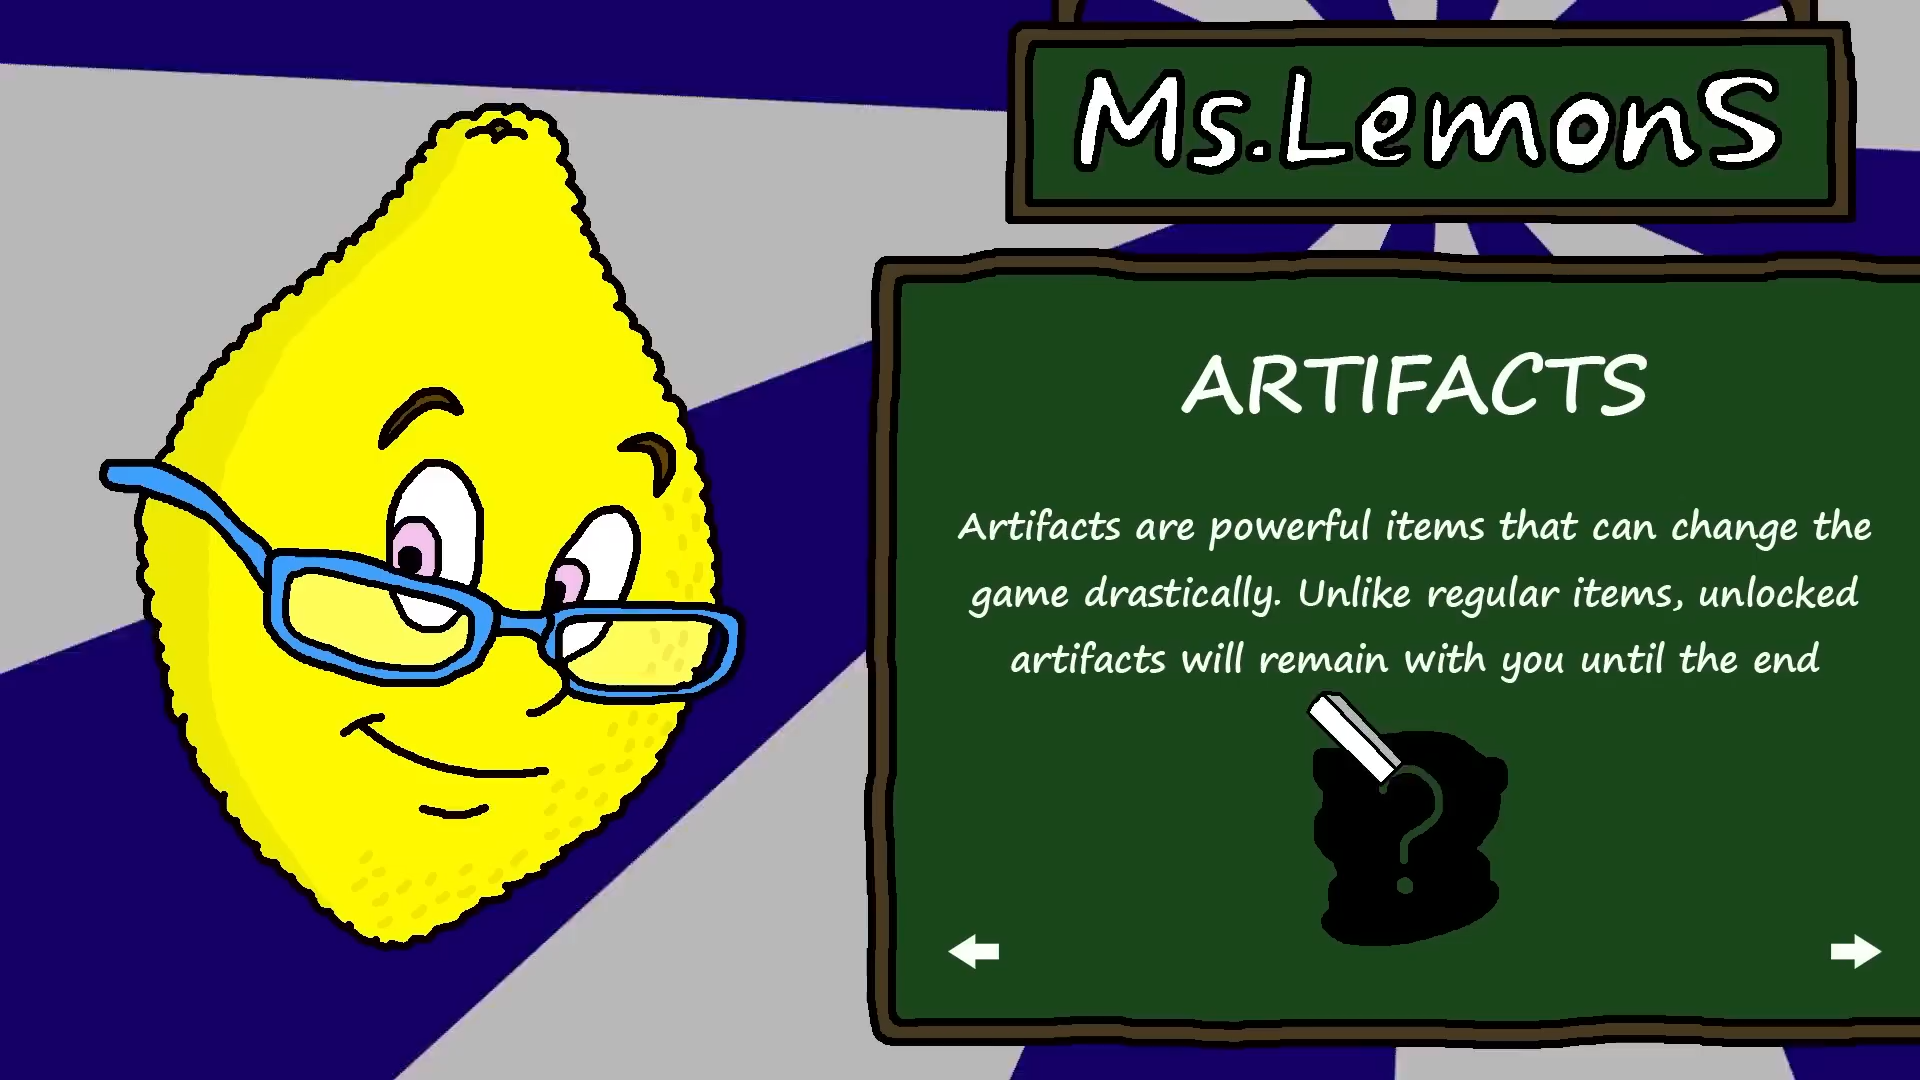 Ms.LemonS
ARTIFACTS
Artifacts are powerful items that can change the
game drastically. Unlike regular items, unlocked
artifacts will remain with you until the end
?